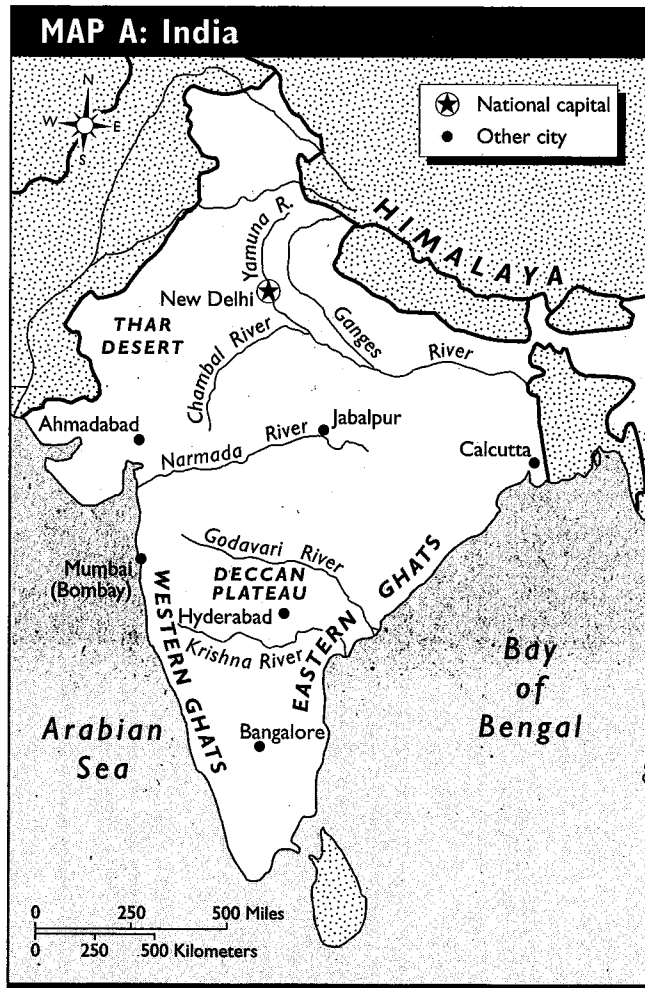 MAP A: India
N
W
E
S
National capital
Other city
HIMALAYA
Yamuna R.
New Delhi
THAR
DESERT
Ganges
River
Chambal River
Ahmadabad
Jabalpur
Narmada River
Calcutta
Godavari River
Mumbai
(Bombay)
DECCAN
PLATEAU
EASTERN GHATS
WESTERN GHATS
Hyderabad
Krishna River
Bay
of
Bengal
Arabian
Sea
Bangalore
0 250 500 Miles
0 250 500 Kilometers